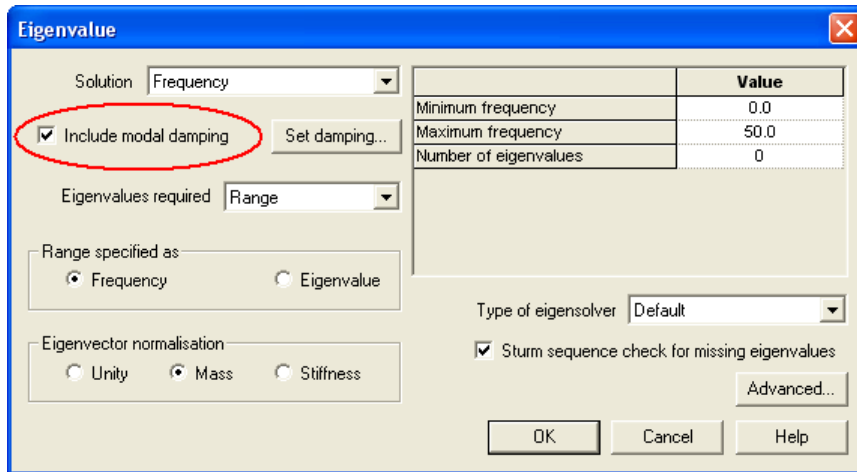 Eigenvalue
Solution Frequency
Include modal damping Set damping...
Eigenvalues required Range
Range specified as
Frequency Eigenvalue
Eigenvector normalisation
Unity Mass Stiffness
Value
Minimum frequency 0.0
Maximum frequency 50.0
Number of eigenvalues 0
Type of eigensolver Default
Sturm sequence check for missing eigenvalues
Advanced...
OK Cancel Help